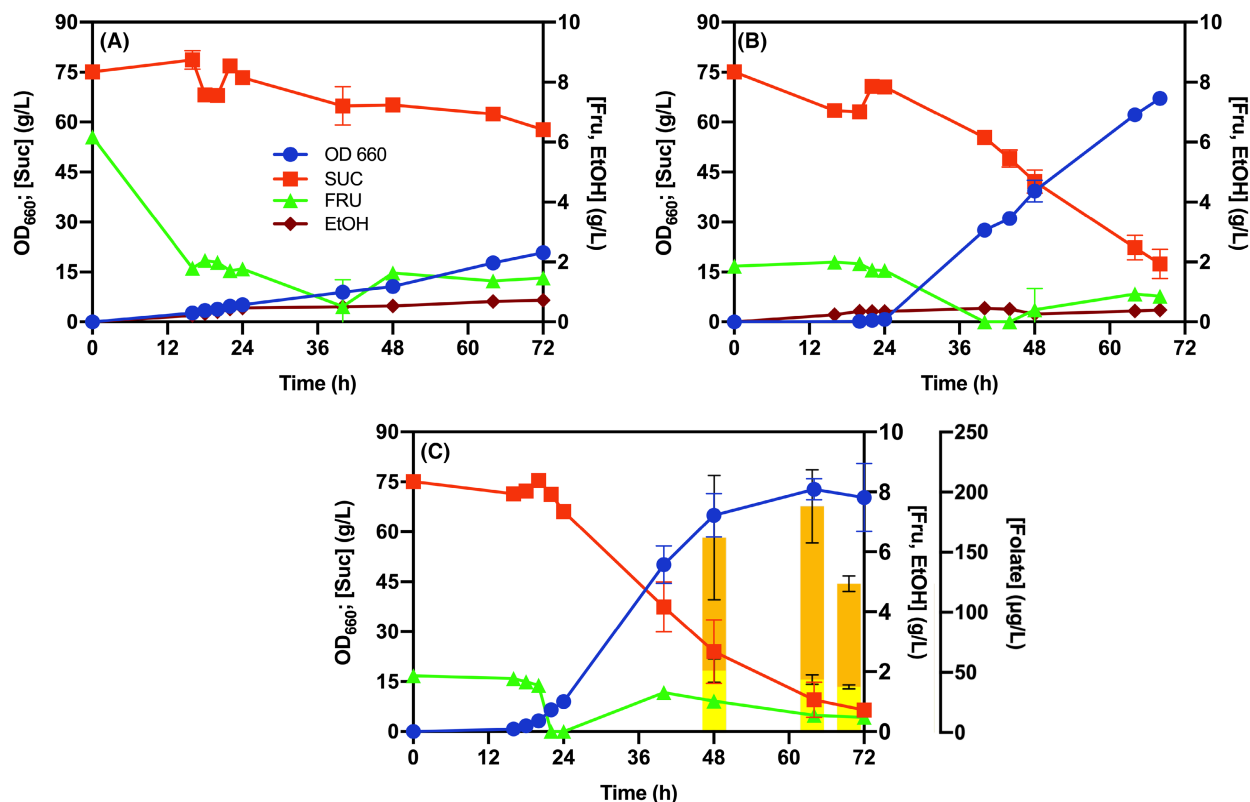 (A)
90
75
60
45
30
15
0
OD660; [Suc] (g/L)
10
8
6
4
2
0
[Fru, EtOH] (g/L)
OD 660
SUC
FRU
EtOH
0 12 24 36 48 60 72
Time (h)
(B)
90
75
60
45
30
15
0
OD660; [Suc] (g/L)
10
8
6
4
2
0
[Fru, EtOH] (g/L)
0 12 24 36 48 60 72
Time (h)
(C)
90
75
60
45
30
15
0
OD660; [Suc] (g/L)
10
8
6
4
2
0
[Fru, EtOH] (g/L)
250
200
150
100
50
0
[Folate] (µg/L)
0 12 24 36 48 60 72
Time (h)